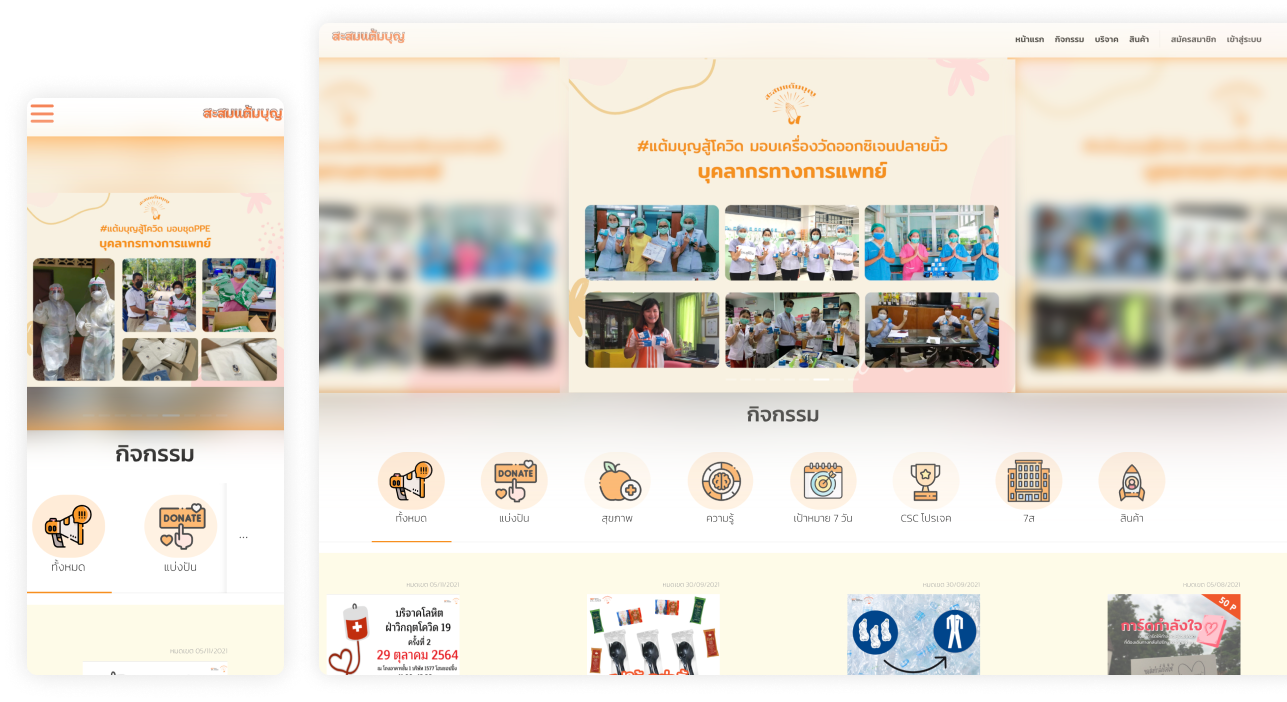 สะสมแต้มบุญ
#แต้มบุญสู้โควิด มอบชุดPPE
บุคลากรทางการแพทย์
กิจกรรม
DONATE
ทั้งหมด
แบ่งปัน
...
หมดเขต 05/11/2021
สะสมแต้มบุญ
หน้าแรก กิจกรรม บริจาค สินค้า สมัครสมาชิก เข้าสู่ระบบ
สะสมแต้มบุญ
#แต้มบุญสู้โควิด มอบเครื่องวัดออกซิเจนปลายนิ้ว
บุคลากรทางการแพทย์
กิจกรรม
DONATE
ทั้งหมด แบ่งปัน สุขภาพ ความรู้ เป้าหมาย 7 วัน CSC โปรเจค 7ส สินค้า
หมดเขต 05/11/2021 หมดเขต 30/09/2021 หมดเขต 30/09/2021 หมดเขต 05/08/2021
บริจาคโลหิต
ฝ่าวิกฤตโควิด 19
ครั้งที่ 2
29 ตุลาคม 2564
50 P
การ์ดกำลังใจ